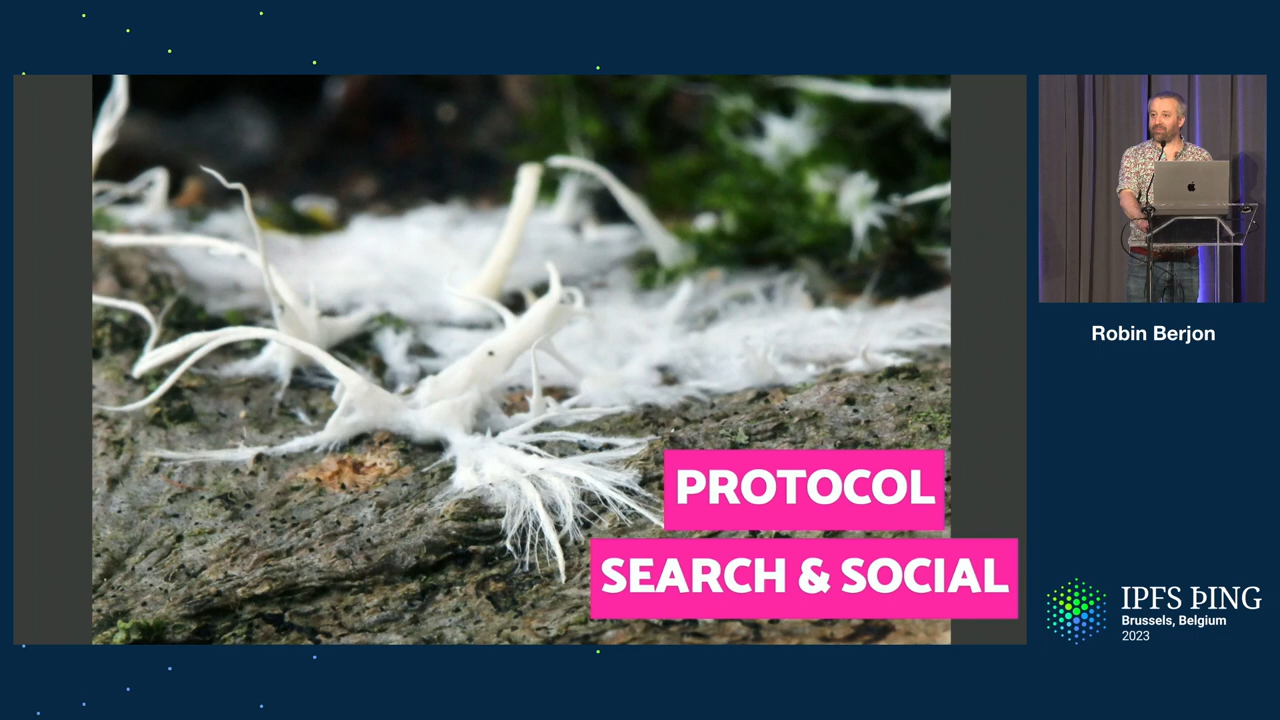 PROTOCOL
SEARCH & SOCIAL
Robin Berjon
IPFS ÞING
Brussels, Belgium
2023